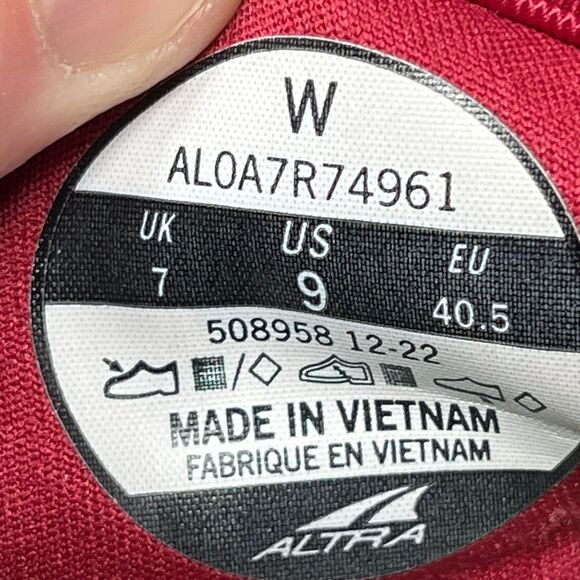 W
AL0A7R74961
UK US EU
7 9 40.5
508958 12-22
MADE IN VIETNAM
FABRIQUE EN VIETNAM
ALTRA